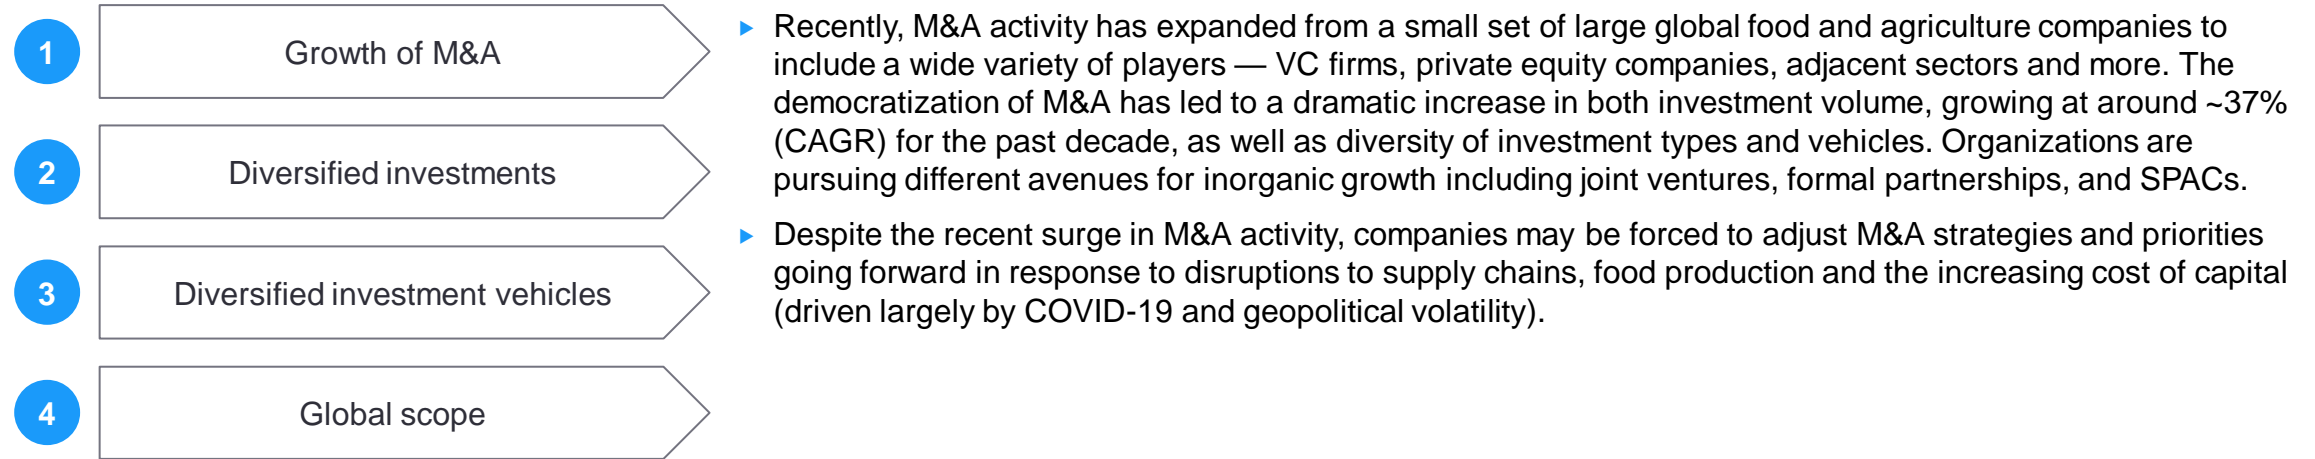 1
Growth of M&A
2
Diversified investments
3
Diversified investment vehicles
4
Global scope
Recently, M&A activity has expanded from a small set of large global food and agriculture companies to
include a wide variety of players — VC firms, private equity companies, adjacent sectors and more. The
democratization of M&A has led to a dramatic increase in both investment volume, growing at around ~37%
(CAGR) for the past decade, as well as diversity of investment types and vehicles. Organizations are
pursuing different avenues for inorganic growth including joint ventures, formal partnerships, and SPACs.
Despite the recent surge in M&A activity, companies may be forced to adjust M&A strategies and priorities
going forward in response to disruptions to supply chains, food production and the increasing cost of capital
(driven largely by COVID-19 and geopolitical volatility).